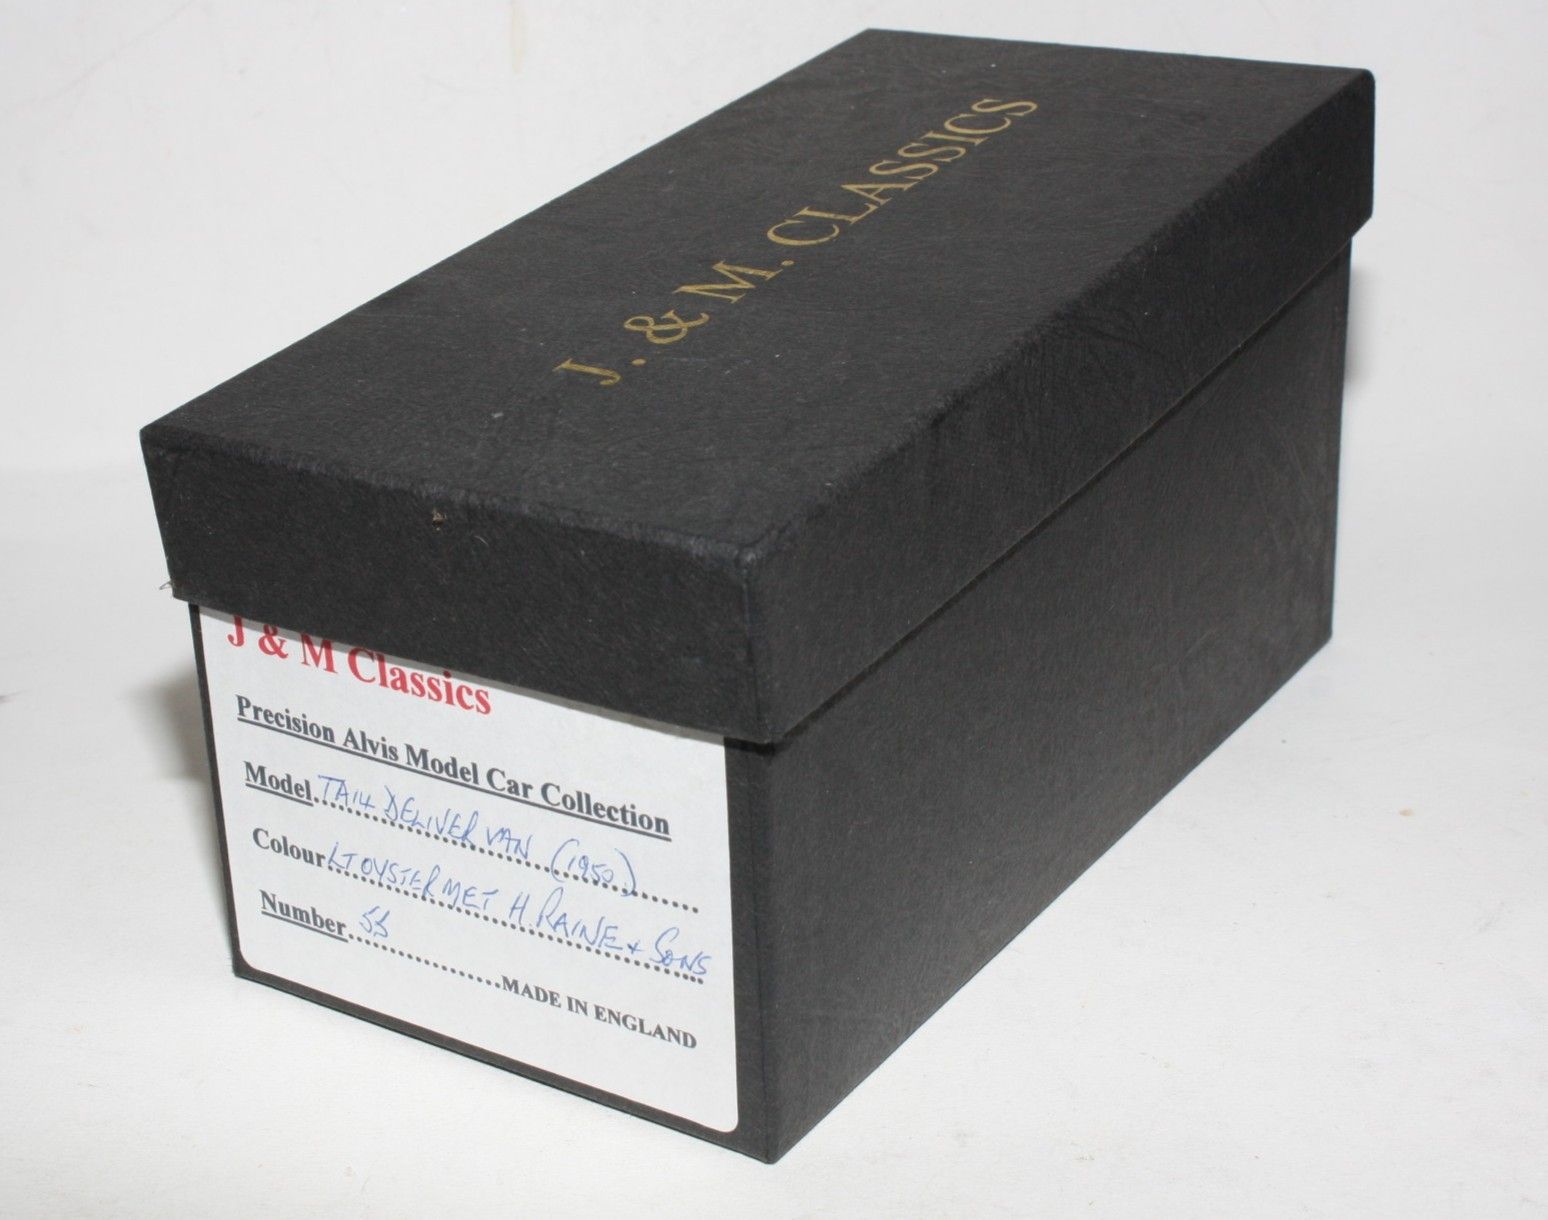 J. & M. CLASSICS
J & M Classics
Precision Alvis Model Car Collection
Model TA14 DELIVER VAN (1950)
Colour LT OYSTER MET H. RAINE & SONS
Number 53
MADE IN ENGLAND